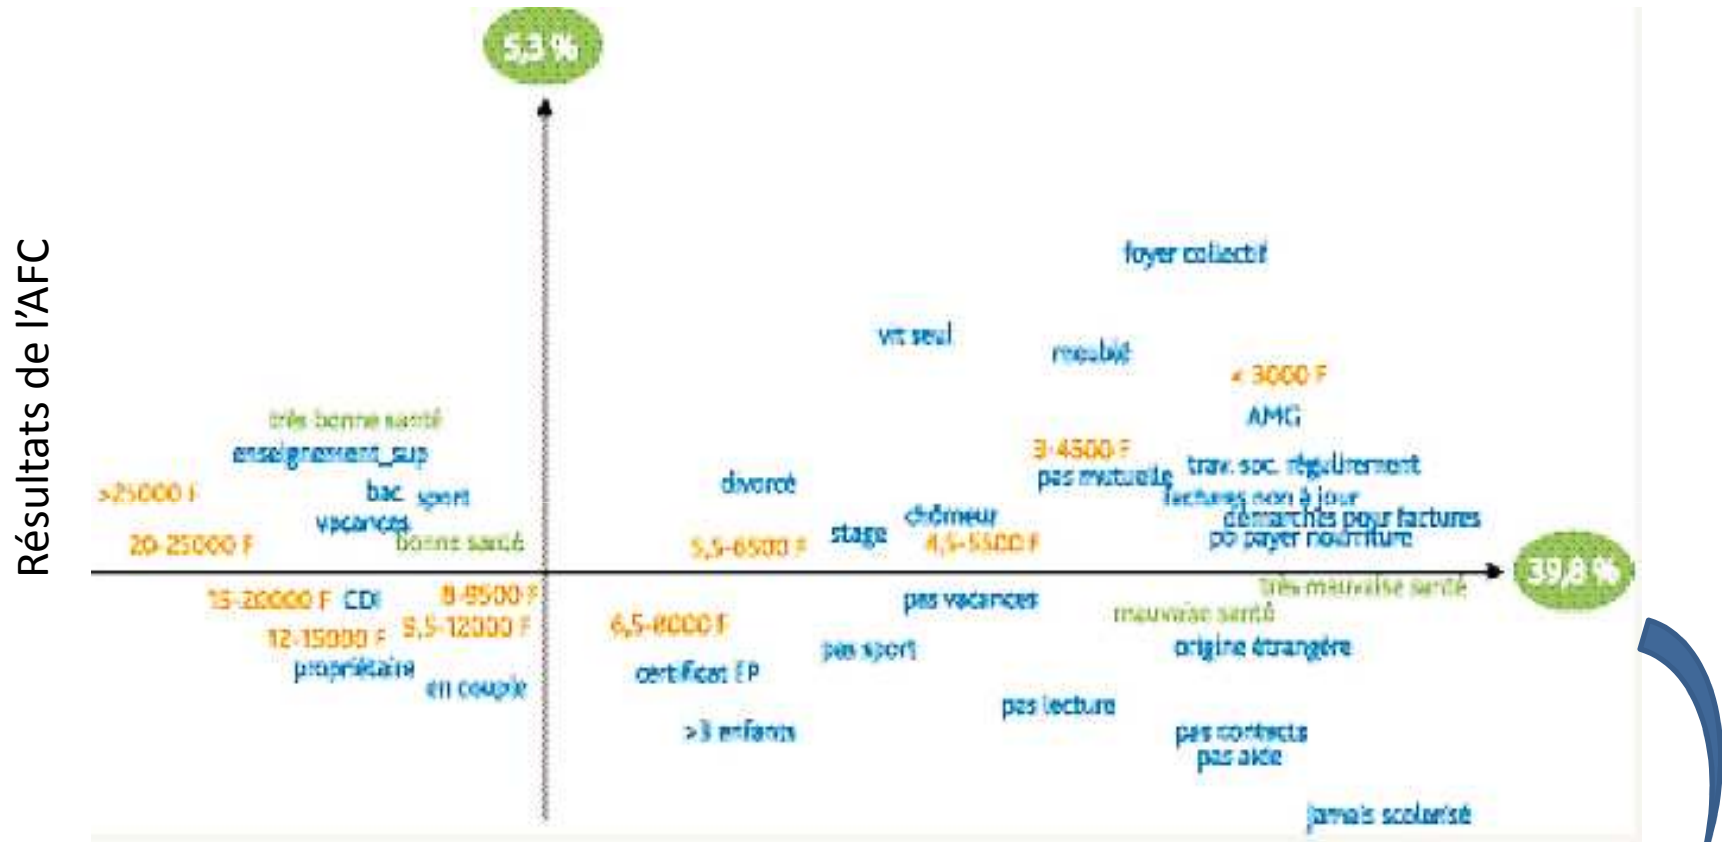 Résultats de l’AFC
5,3 %
foyer collectif
vit seul
meublé
< 3000 F
AMG
très bonne santé
enseignement_sup
3-4500 F
trav. soc. régulirement
pas mutuelle
divorcé
>25000 F
bac
sport
factures non à jour
vacances
chômeur
démarches pour factures
stage
20-25000 F
bonne santé
5,5-6500 F
4,5-5500 F
pb payer nourriture
39,8 %
très mauvaise santé
15-20000 F
CDI
8-9500 F
pas vacances
mauvaise santé
12-15000 F
9,5-12000 F
6,5-8000 F
pas sport
origine étrangère
propriétaire
en couple
certificat EP
pas lecture
>3 enfants
pas contacts
pas aide
jamais scolarisé